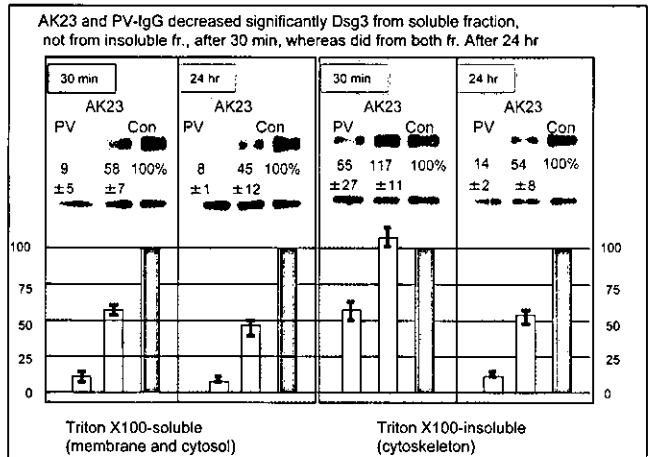 AK23 and PV-IgG decreased significantly Dsg3 from soluble fraction,
not from insoluble fr., after 30 min, whereas did from both fr. After 24 hr
30 min
24 hr
30 min
24 hr
AK23
AK23
AK23
AK23
PV Con
PV Con
PV Con
PV Con
9 58 100%
8 45 100%
55 117 100%
14 54 100%
±5 ±7
±1 ±12
±27 ±11
±2 ±8
100
75
50
25
0
100
75
50
25
0
Triton X100-soluble
(membrane and cytosol)
Triton X100-insoluble
(cytoskeleton)